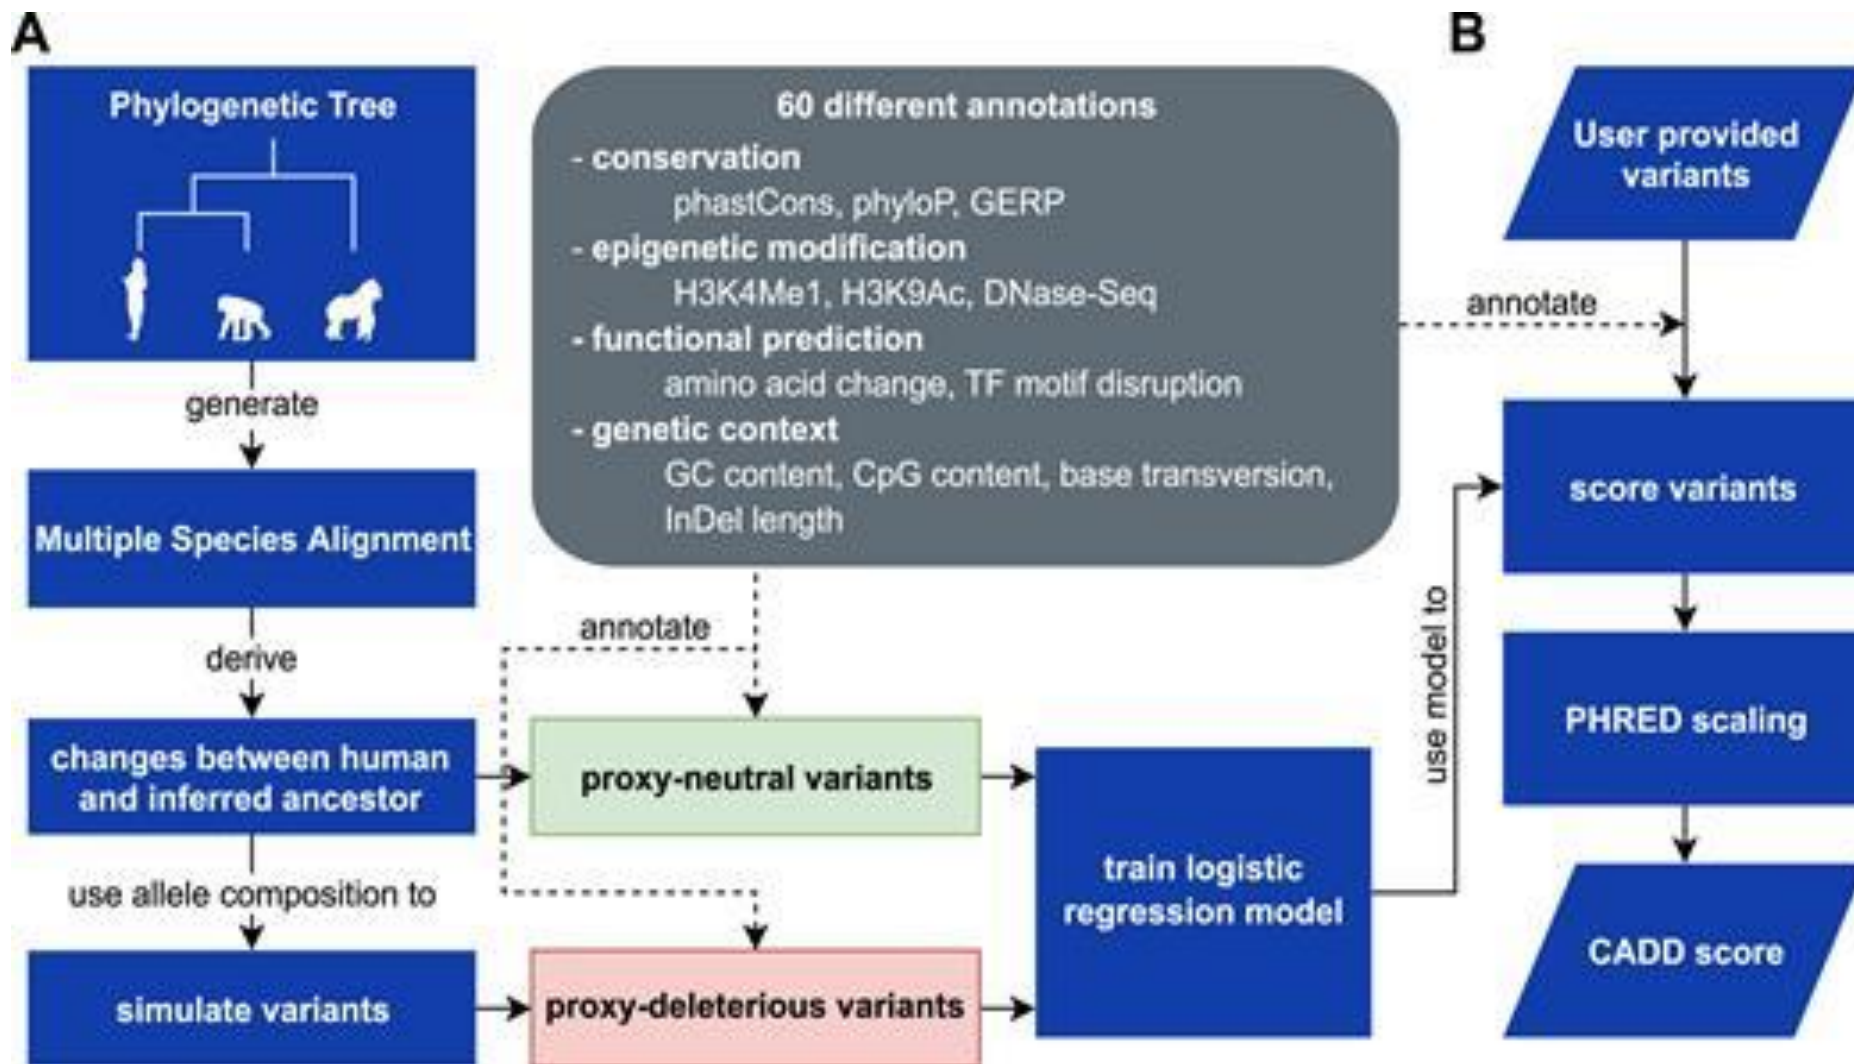 A
Phylogenetic Tree
generate
Multiple Species Alignment
derive
changes between human
and inferred ancestor
use allele composition to
simulate variants
60 different annotations
- conservation
phastCons, phyloP, GERP
- epigenetic modification
H3K4Me1, H3K9Ac, DNase-Seq
- functional prediction
amino acid change, TF motif disruption
- genetic context
GC content, CpG content, base transversion,
InDel length
annotate
proxy-neutral variants
proxy-deleterious variants
train logistic
regression model
use model to
B
User provided
variants
annotate
score variants
PHRED scaling
CADD score